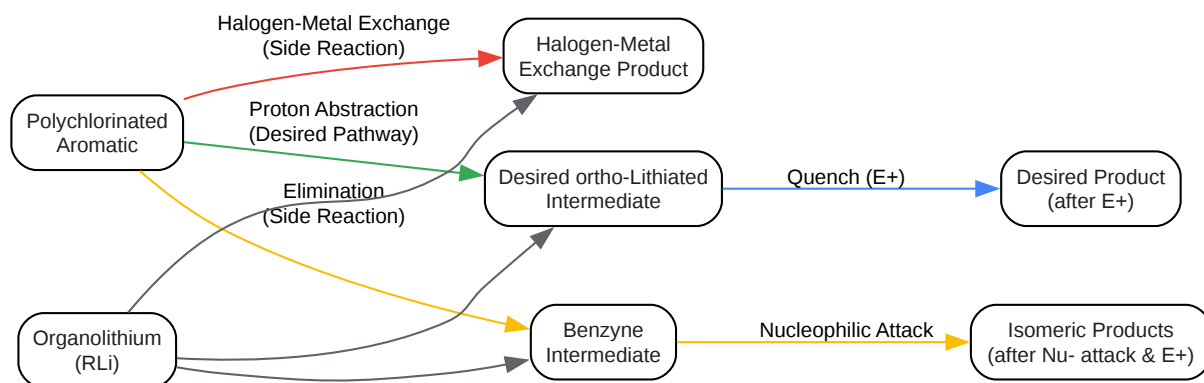 Halogen-Metal Exchange
(Side Reaction)
Halogen-Metal
Exchange Product
Polychlorinated
Aromatic
Proton Abstraction
(Desired Pathway)
Elimination
(Side Reaction)
Desired ortho-Lithiated
Intermediate
Quench (E+)
Desired Product
(after E+)
Organolithium
(RLi)
Benzyne
Intermediate
Nucleophilic Attack
Isomeric Products
(after Nu- attack & E+)